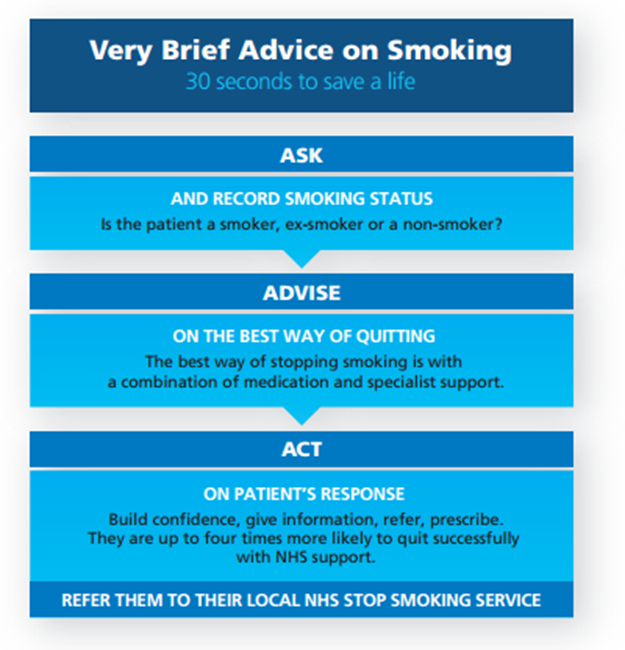 Very Brief Advice on Smoking
30 seconds to save a life
ASK
AND RECORD SMOKING STATUS
Is the patient a smoker, ex-smoker or a non-smoker?
ADVISE
ON THE BEST WAY OF QUITTING
The best way of stopping smoking is with
a combination of medication and specialist support.
ACT
ON PATIENT'S RESPONSE
Build confidence, give information, refer, prescribe.
They are up to four times more likely to quit successfully
with NHS support.
REFER THEM TO THEIR LOCAL NHS STOP SMOKING SERVICE